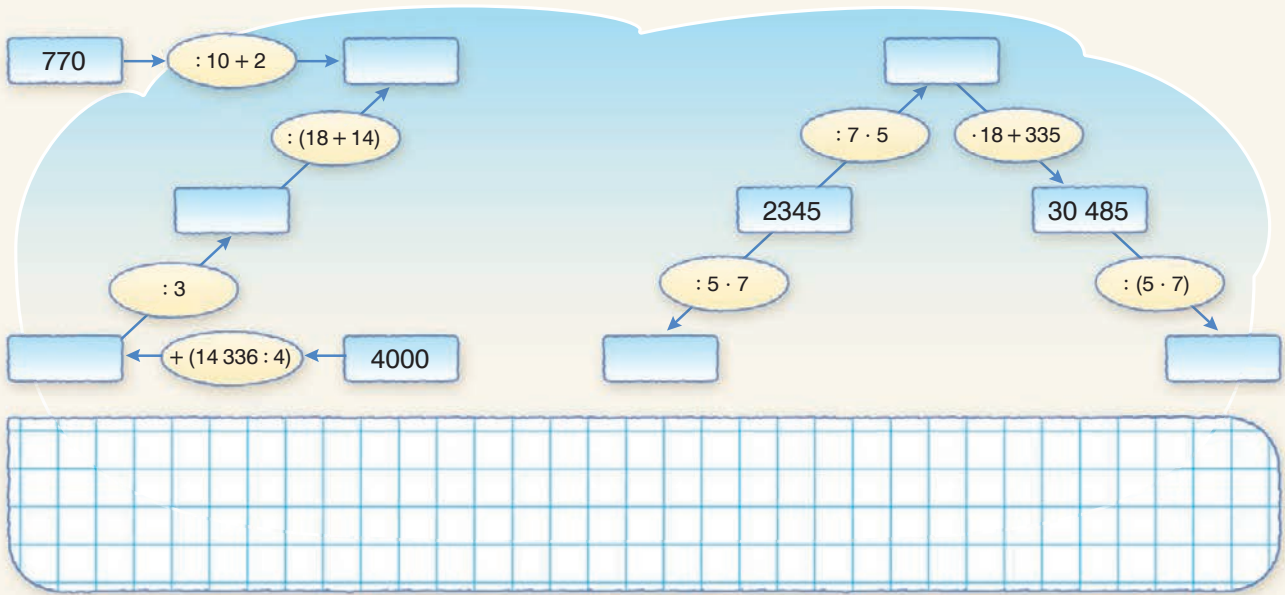 770 : 10 + 2
: (18 + 14) : 7 · 5 · 18 + 335
2345 30 485
: 3 : 5 · 7 : (5 · 7)
+ (14 336 : 4) 4000